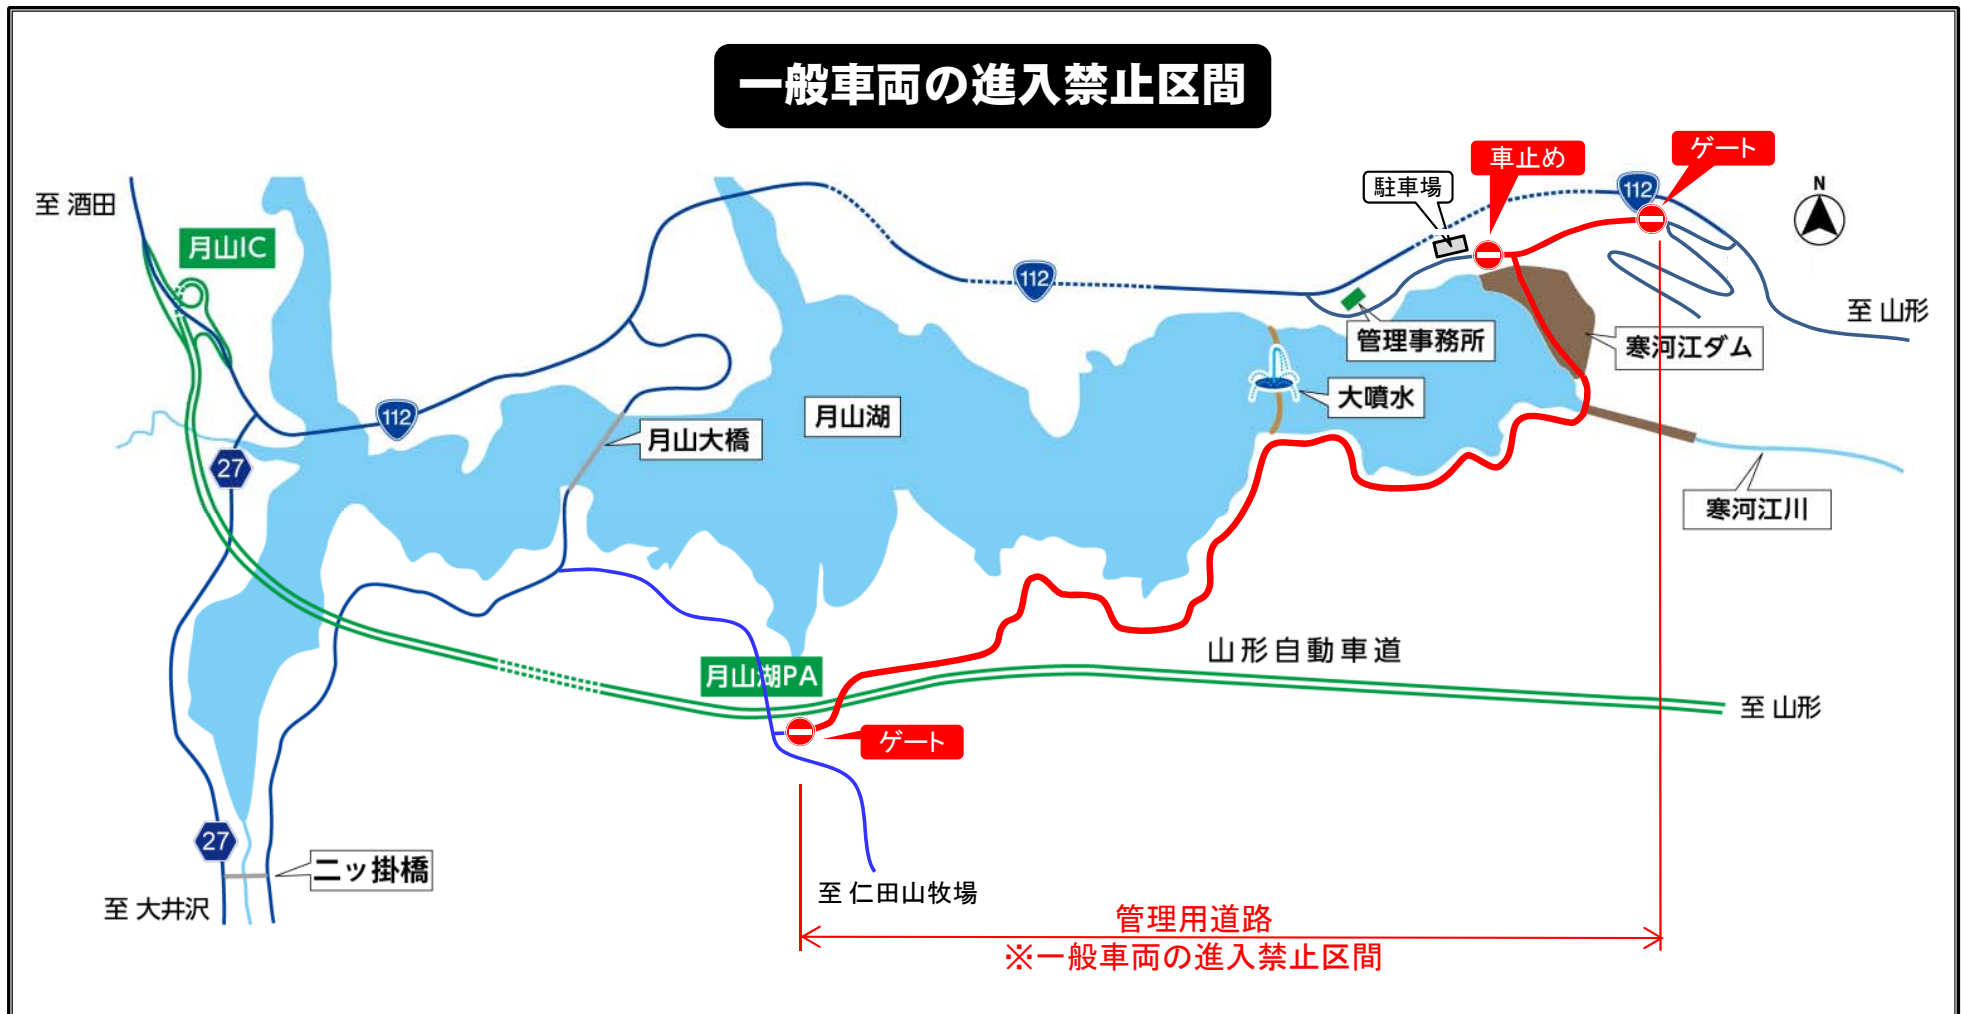 一般車両の進入禁止区間
車止め
ゲート
駐車場
112
N
至 酒田
月山IC
112
至 山形
管理事務所
寒河江ダム
大噴水
112
月山湖
月山大橋
27
寒河江川
山形自動車道
月山湖PA
至 山形
ゲート
27
二ッ掛橋
至 仁田山牧場
至 大井沢
管理用道路
※一般車両の進入禁止区間